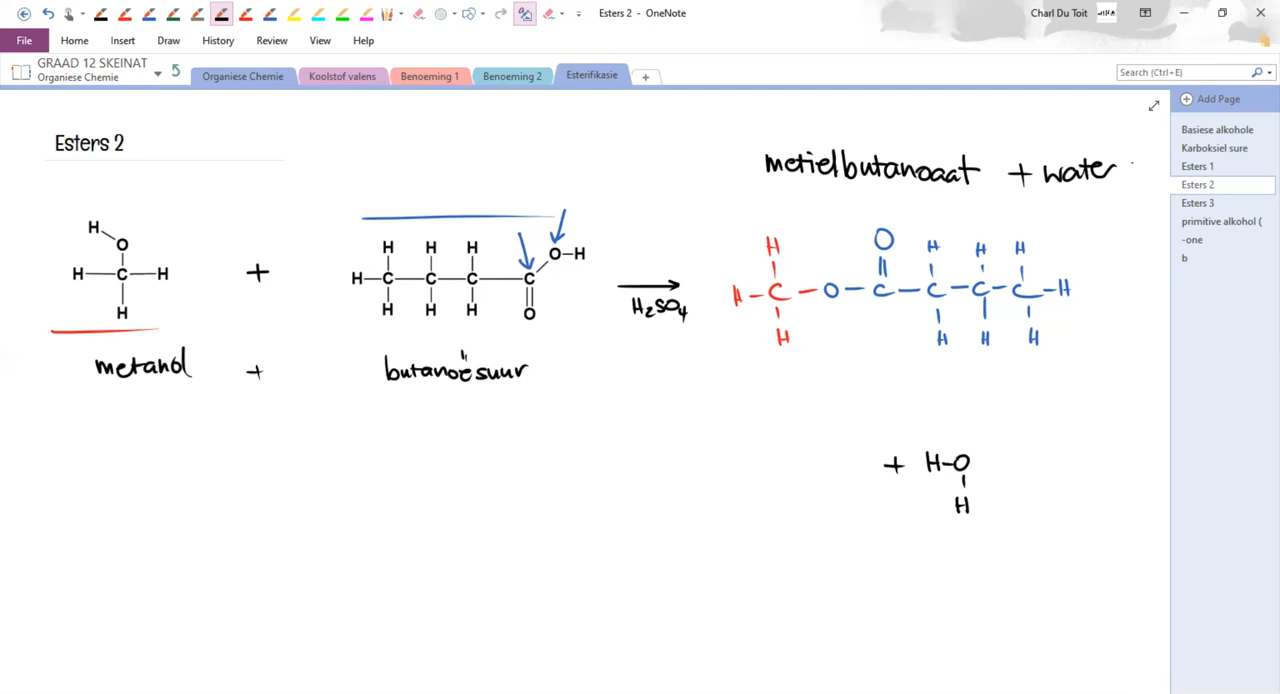 Esters 2 - OneNote
Charl Du Toit
File Home Insert Draw History Review View Help
GRAAD 12 SKEINAT
Organiese Chemie
Organiese Chemie Koolstof valens Benoeming 1 Benoeming 2 Esterifikasie +
Search (Ctrl+E)
Add Page
Basiese alkohole
Karboksiel sure
Esters 1
Esters 2
Esters 3
primitive alkohol (
-one
b
Esters 2
metielbutanoaat + water
H
O
H C H
H
+
H H H
O-H
H-C C C C
H H H O
H₂SO₄
H O H H H
H-C-O-C-C-C-C-H
H H H H
metanol + butanoësuur
+ H-O
H